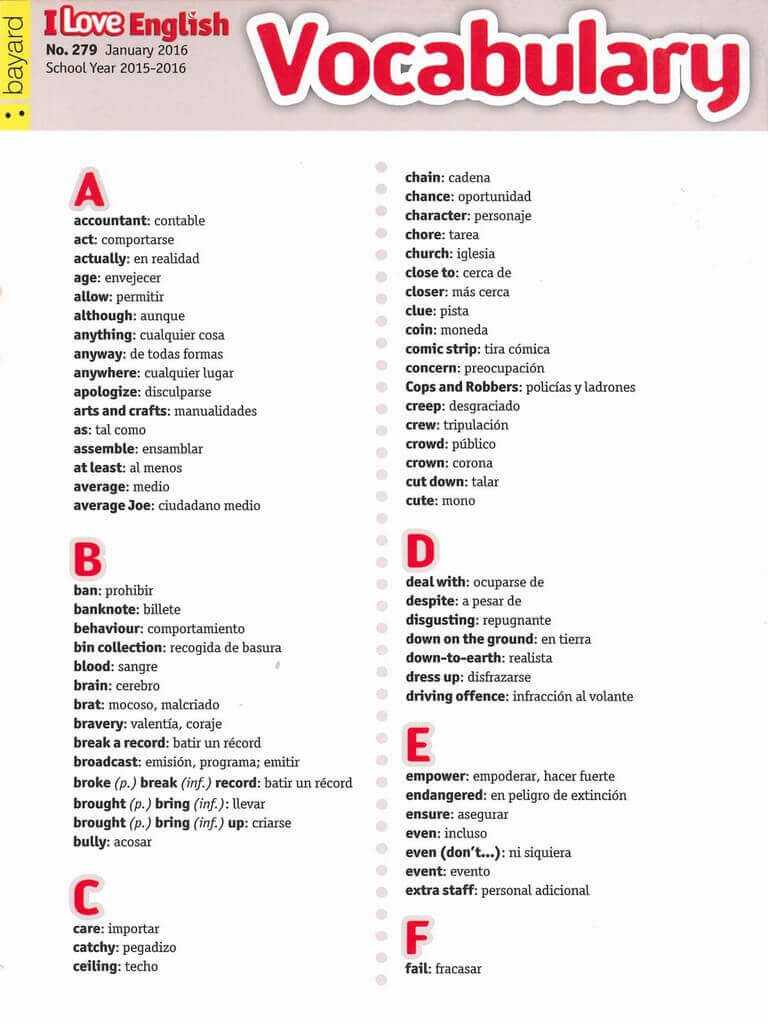 bayard
I Love English
No. 279 January 2016
School Year 2015-2016
Vocabulary
A
accountant: contable
act: comportarse
actually: en realidad
age: envejecer
allow: permitir
although: aunque
anything: cualquier cosa
anyway: de todas formas
anywhere: cualquier lugar
apologize: disculparse
arts and crafts: manualidades
as: tal como
assemble: ensamblar
at least: al menos
average: medio
average Joe: ciudadano medio
B
ban: prohibir
banknote: billete
behaviour: comportamiento
bin collection: recogida de basura
blood: sangre
brain: cerebro
brat: mocoso, malcriado
bravery: valentía, coraje
break a record: batir un récord
broadcast: emisión, programa; emitir
broke (p.) break (inf.) record: batir un récord
brought (p.) bring (inf.): llevar
brought (p.) bring (inf.) up: criarse
bully: acosar
C
care: importar
catchy: pegadizo
ceiling: techo
chain: cadena
chance: oportunidad
character: personaje
chore: tarea
church: iglesia
close to: cerca de
closer: más cerca
clue: pista
coin: moneda
comic strip: tira cómica
concern: preocupación
Cops and Robbers: policías y ladrones
creep: desgraciado
crew: tripulación
crowd: público
crown: corona
cut down: talar
cute: mono
D
deal with: ocuparse de
despite: a pesar de
disgusting: repugnante
down on the ground: en tierra
down-to-earth: realista
dress up: disfrazarse
driving offence: infracción al volante
E
empower: empoderar, hacer fuerte
endangered: en peligro de extinción
ensure: asegurar
even: incluso
even (don't...): ni siquiera
event: evento
extra staff: personal adicional
F
fail: fracasar